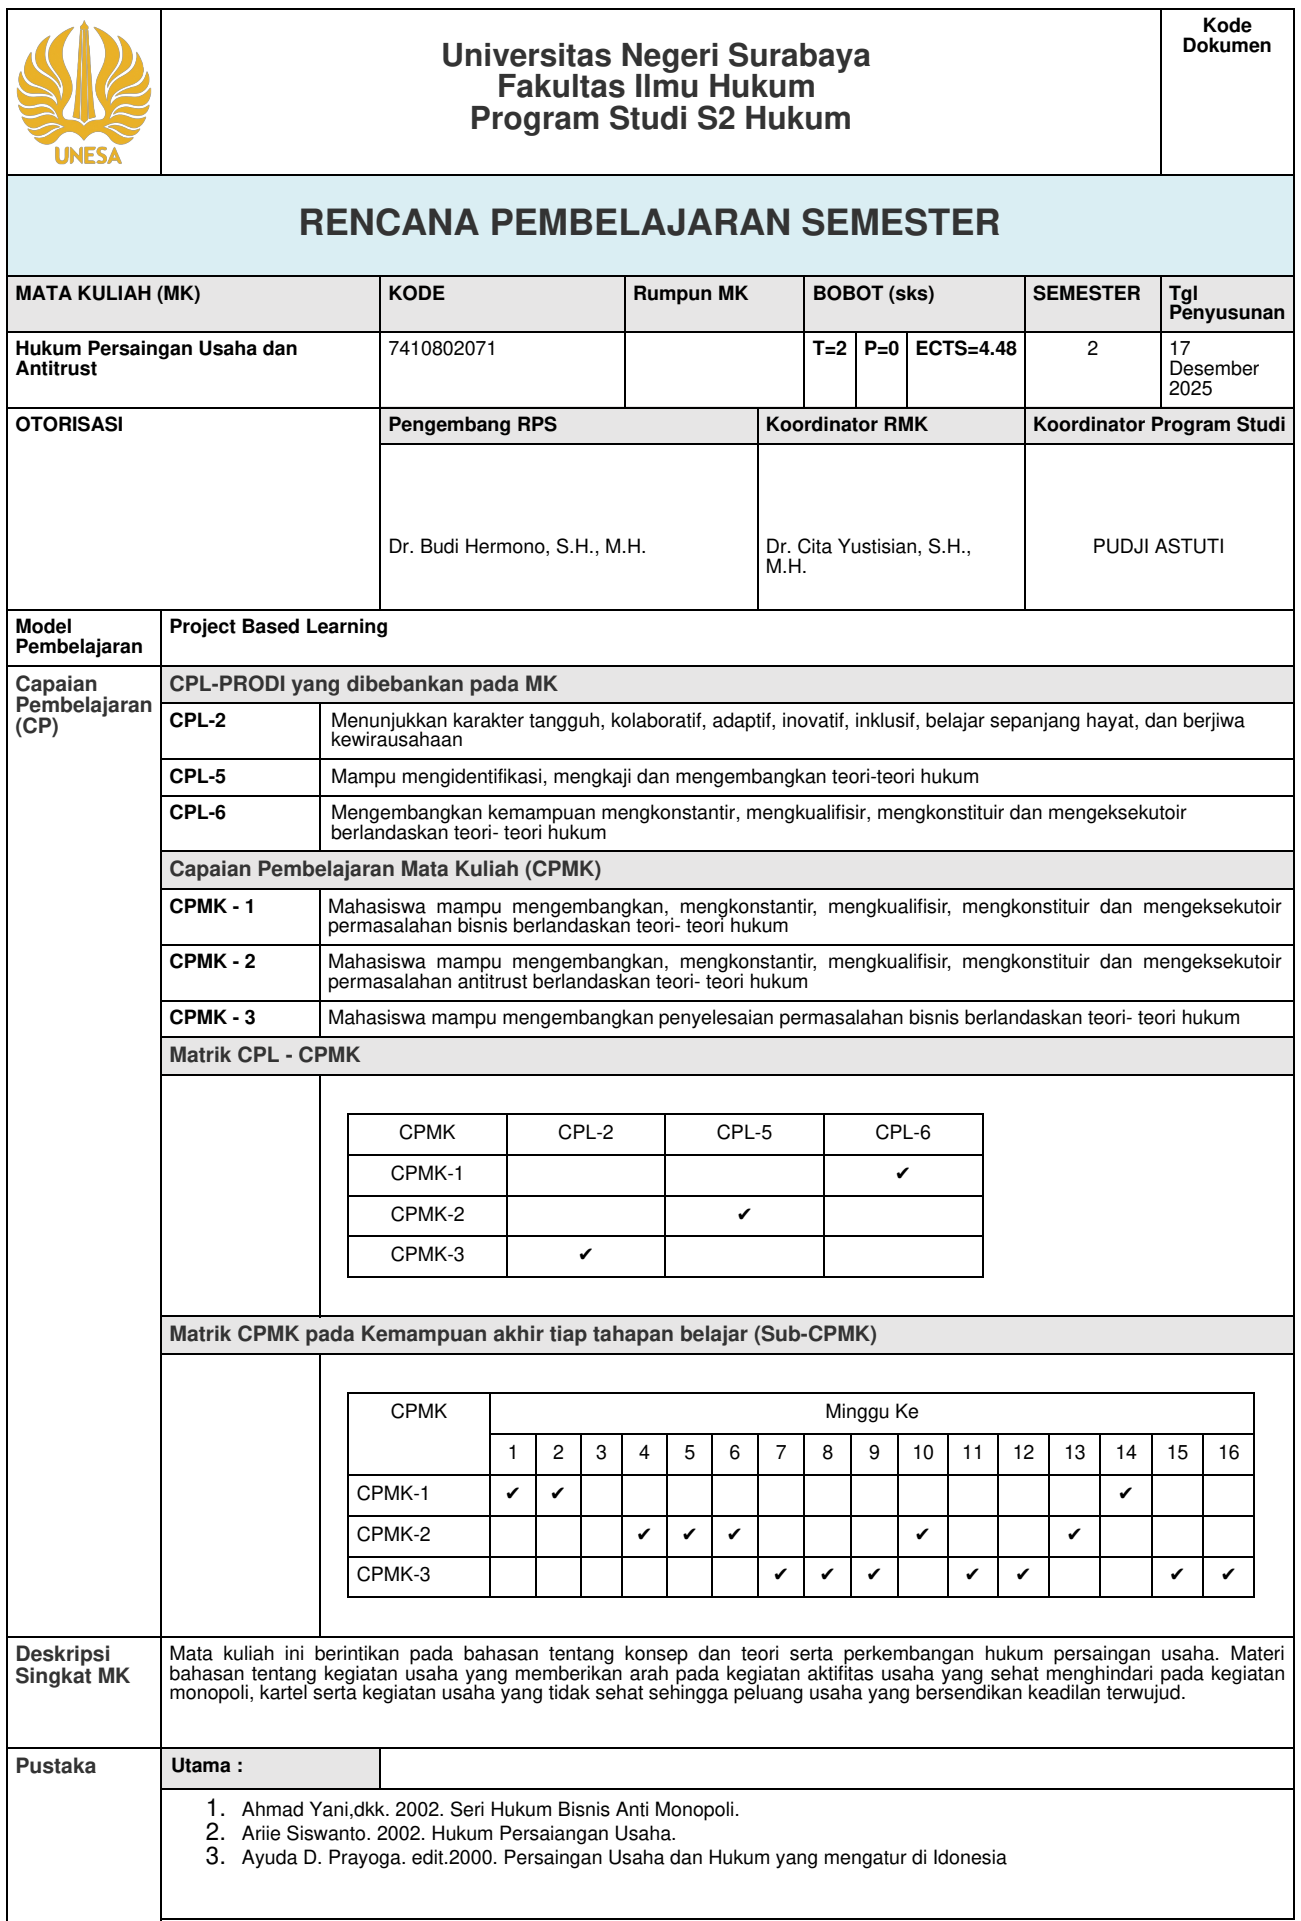 UNESA
Universitas Negeri Surabaya
Fakultas Ilmu Hukum
Program Studi S2 Hukum
Kode
Dokumen
RENCANA PEMBELAJARAN SEMESTER
MATA KULIAH (MK) KODE Rumpun MK BOBOT (sks) SEMESTER Tgl
Penyusunan
Hukum Persaingan Usaha dan
Antitrust
7410802071
T=2 P=0 ECTS=4.48 2
17
Desember
2025
OTORISASI Pengembang RPS Koordinator RMK Koordinator Program Studi
Dr. Budi Hermono, S.H., M.H.
Dr. Cita Yustisian, S.H.,
M.H.
PUDJI ASTUTI
Model
Pembelajaran
Project Based Learning
Capaian
Pembelajaran
(CP)
CPL-PRODI yang dibebankan pada MK
CPL-2 Menunjukkan karakter tangguh, kolaboratif, adaptif, inovatif, inklusif, belajar sepanjang hayat, dan berjiwa
kewirausahaan
CPL-5 Mampu mengidentifikasi, mengkaji dan mengembangkan teori-teori hukum
CPL-6 Mengembangkan kemampuan mengkonstantir, mengkualifisir, mengkonstituir dan mengeksekutoir
berlandaskan teori- teori hukum
Capaian Pembelajaran Mata Kuliah (CPMK)
CPMK - 1 Mahasiswa mampu mengembangkan, mengkonstantir, mengkualifisir, mengkonstituir dan mengeksekutoir
permasalahan bisnis berlandaskan teori- teori hukum
CPMK - 2 Mahasiswa mampu mengembangkan, mengkonstantir, mengkualifisir, mengkonstituir dan mengeksekutoir
permasalahan antitrust berlandaskan teori- teori hukum
CPMK - 3 Mahasiswa mampu mengembangkan penyelesaian permasalahan bisnis berlandaskan teori- teori hukum
Matrik CPL - CPMK
CPMK CPL-2 CPL-5 CPL-6
CPMK-1 ✔
CPMK-2 ✔
CPMK-3 ✔
Matrik CPMK pada Kemampuan akhir tiap tahapan belajar (Sub-CPMK)
CPMK Minggu Ke
1 2 3 4 5 6 7 8 9 10 11 12 13 14 15 16
CPMK-1 ✔ ✔ ✔
CPMK-2 ✔ ✔ ✔ ✔ ✔
CPMK-3 ✔ ✔ ✔ ✔ ✔ ✔ ✔
Deskripsi
Singkat MK
Mata kuliah ini berintikan pada bahasan tentang konsep dan teori serta perkembangan hukum persaingan usaha. Materi
bahasan tentang kegiatan usaha yang memberikan arah pada kegiatan aktifitas usaha yang sehat menghindari pada kegiatan
monopoli, kartel serta kegiatan usaha yang tidak sehat sehingga peluang usaha yang bersendikan keadilan terwujud.
Pustaka Utama :
1. Ahmad Yani,dkk. 2002. Seri Hukum Bisnis Anti Monopoli.
2. Ariie Siswanto. 2002. Hukum Persaiangan Usaha.
3. Ayuda D. Prayoga. edit.2000. Persaingan Usaha dan Hukum yang mengatur di Idonesia